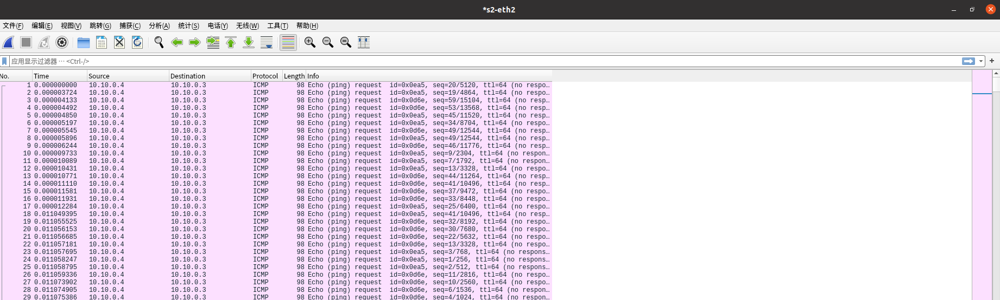 *s2-eth2
文件(F) 编辑(E) 视图(V) 跳转(G) 捕获(C) 分析(A) 统计(S) 电话(Y) 无线(W) 工具(T) 帮助(H)
应用显示过滤器 … <Ctrl-/>
No. Time Source Destination Protocol Length Info
1 0.000000000 10.10.0.4 10.10.0.3 ICMP 98 Echo (ping) request id=0x0ea5, seq=20/5120, ttl=64 (no respo…
2 0.000003724 10.10.0.4 10.10.0.3 ICMP 98 Echo (ping) request id=0x0ea5, seq=19/4864, ttl=64 (no respo…
3 0.000004133 10.10.0.4 10.10.0.3 ICMP 98 Echo (ping) request id=0x0d6e, seq=59/15104, ttl=64 (no resp…
4 0.000004492 10.10.0.4 10.10.0.3 ICMP 98 Echo (ping) request id=0x0d6e, seq=53/13568, ttl=64 (no resp…
5 0.000004850 10.10.0.4 10.10.0.3 ICMP 98 Echo (ping) request id=0x0ea5, seq=45/11520, ttl=64 (no resp…
6 0.000005197 10.10.0.4 10.10.0.3 ICMP 98 Echo (ping) request id=0x0ea5, seq=34/8704, ttl=64 (no respo…
7 0.000005545 10.10.0.4 10.10.0.3 ICMP 98 Echo (ping) request id=0x0d6e, seq=49/12544, ttl=64 (no resp…
8 0.000005896 10.10.0.4 10.10.0.3 ICMP 98 Echo (ping) request id=0x0ea5, seq=49/12544, ttl=64 (no resp…
9 0.000006244 10.10.0.4 10.10.0.3 ICMP 98 Echo (ping) request id=0x0d6e, seq=46/11776, ttl=64 (no resp…
10 0.000009733 10.10.0.4 10.10.0.3 ICMP 98 Echo (ping) request id=0x0ea5, seq=9/2304, ttl=64 (no respon…
11 0.000010089 10.10.0.4 10.10.0.3 ICMP 98 Echo (ping) request id=0x0ea5, seq=7/1792, ttl=64 (no respon…
12 0.000010431 10.10.0.4 10.10.0.3 ICMP 98 Echo (ping) request id=0x0ea5, seq=13/3328, ttl=64 (no respo…
13 0.000010771 10.10.0.4 10.10.0.3 ICMP 98 Echo (ping) request id=0x0d6e, seq=44/11264, ttl=64 (no resp…
14 0.000011110 10.10.0.4 10.10.0.3 ICMP 98 Echo (ping) request id=0x0d6e, seq=41/10496, ttl=64 (no resp…
15 0.000011581 10.10.0.4 10.10.0.3 ICMP 98 Echo (ping) request id=0x0d6e, seq=37/9472, ttl=64 (no respo…
16 0.000011931 10.10.0.4 10.10.0.3 ICMP 98 Echo (ping) request id=0x0d6e, seq=33/8448, ttl=64 (no respo…
17 0.000012284 10.10.0.4 10.10.0.3 ICMP 98 Echo (ping) request id=0x0ea5, seq=25/6400, ttl=64 (no respo…
18 0.011049395 10.10.0.4 10.10.0.3 ICMP 98 Echo (ping) request id=0x0ea5, seq=41/10496, ttl=64 (no resp…
19 0.011055525 10.10.0.4 10.10.0.3 ICMP 98 Echo (ping) request id=0x0d6e, seq=32/8192, ttl=64 (no respo…
20 0.011056153 10.10.0.4 10.10.0.3 ICMP 98 Echo (ping) request id=0x0d6e, seq=30/7680, ttl=64 (no respo…
21 0.011056685 10.10.0.4 10.10.0.3 ICMP 98 Echo (ping) request id=0x0d6e, seq=22/5632, ttl=64 (no respo…
22 0.011057181 10.10.0.4 10.10.0.3 ICMP 98 Echo (ping) request id=0x0d6e, seq=13/3328, ttl=64 (no respo…
23 0.011057695 10.10.0.4 10.10.0.3 ICMP 98 Echo (ping) request id=0x0ea5, seq=3/768, ttl=64 (no respons…
24 0.011058247 10.10.0.4 10.10.0.3 ICMP 98 Echo (ping) request id=0x0ea5, seq=1/256, ttl=64 (no respons…
25 0.011058795 10.10.0.4 10.10.0.3 ICMP 98 Echo (ping) request id=0x0ea5, seq=2/512, ttl=64 (no respons…
26 0.011059336 10.10.0.4 10.10.0.3 ICMP 98 Echo (ping) request id=0x0d6e, seq=11/2816, ttl=64 (no respo…
27 0.011073902 10.10.0.4 10.10.0.3 ICMP 98 Echo (ping) request id=0x0d6e, seq=10/2560, ttl=64 (no respo…
28 0.011074905 10.10.0.4 10.10.0.3 ICMP 98 Echo (ping) request id=0x0d6e, seq=6/1536, ttl=64 (no respon…
29 0.011075386 10.10.0.4 10.10.0.3 ICMP 98 Echo (ping) request id=0x0d6e, seq=4/1024, ttl=64 (no respon…